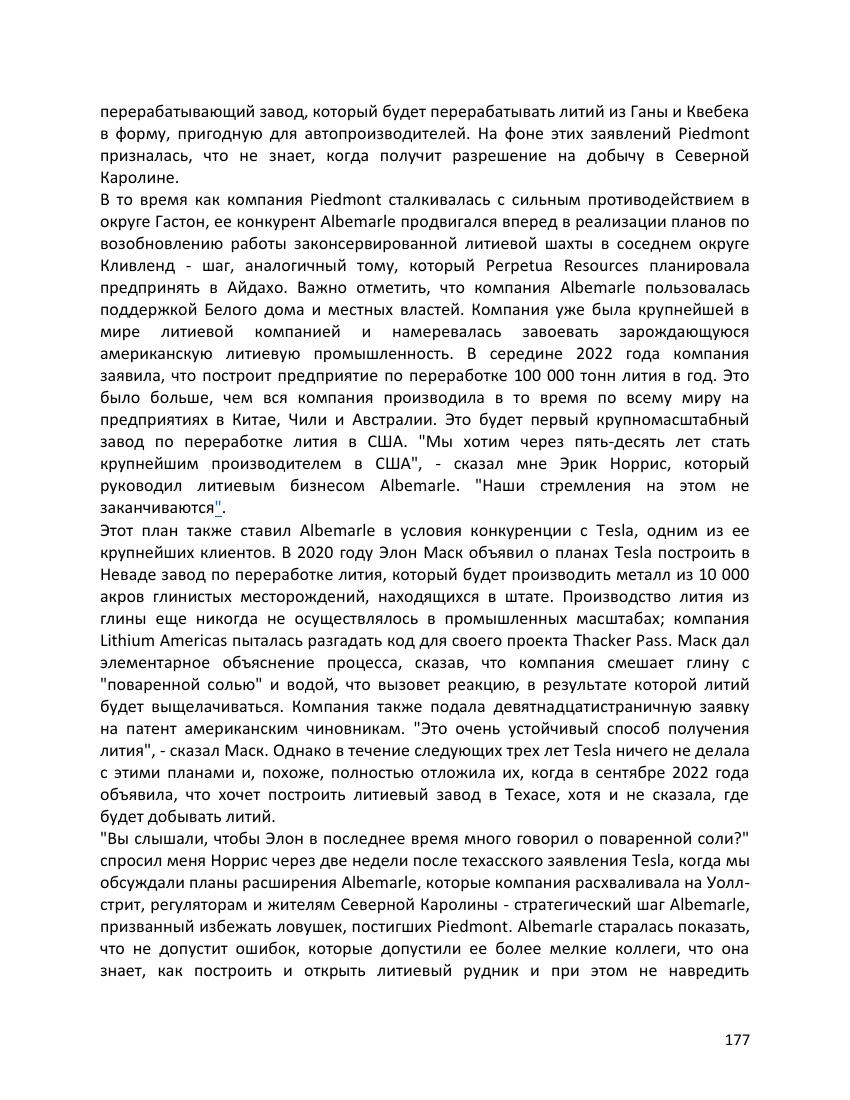 перерабатывающий завод, который будет перерабатывать литий из Ганы и Квебека
в форму, пригодную для автопроизводителей. На фоне этих заявлений Piedmont
призналась, что не знает, когда получит разрешение на добычу в Северной
Каролине.
В то время как компания Piedmont сталкивалась с сильным противодействием в
округе Гастон, ее конкурент Albemarle продвигался вперед в реализации планов по
возобновлению работы законсервированной литиевой шахты в соседнем округе
Кливленд - шаг, аналогичный тому, который Perpetua Resources планировала
предпринять в Айдахо. Важно отметить, что компания Albemarle пользовалась
поддержкой Белого дома и местных властей. Компания уже была крупнейшей в
мире литиевой компанией и намеревалась завоевать зарождающуюся
американскую литиевую промышленность. В середине 2022 года компания
заявила, что построит предприятие по переработке 100 000 тонн лития в год. Это
было больше, чем вся компания производила в то время по всему миру на
предприятиях в Китае, Чили и Австралии. Это будет первый крупномасштабный
завод по переработке лития в США. "Мы хотим через пять-десять лет стать
крупнейшим производителем в США", - сказал мне Эрик Норрис, который
руководил литиевым бизнесом Albemarle. "Наши стремления на этом не
заканчиваются".
Этот план также ставил Albemarle в условия конкуренции с Tesla, одним из ее
крупнейших клиентов. В 2020 году Элон Маск объявил о планах Tesla построить в
Неваде завод по переработке лития, который будет производить металл из 10 000
акров глинистых месторождений, находящихся в штате. Производство лития из
глины еще никогда не осуществлялось в промышленных масштабах; компания
Lithium Americas пыталась разгадать код для своего проекта Thacker Pass. Маск дал
элементарное объяснение процесса, сказав, что компания смешает глину с
"поваренной солью" и водой, что вызовет реакцию, в результате которой литий
будет выщелачиваться. Компания также подала девятнадцатистраничную заявку
на патент американским чиновникам. "Это очень устойчивый способ получения
лития", - сказал Маск. Однако в течение следующих трех лет Tesla ничего не делала
с этими планами и, похоже, полностью отложила их, когда в сентябре 2022 года
объявила, что хочет построить литиевый завод в Техасе, хотя и не сказала, где
будет добывать литий.
"Вы слышали, чтобы Элон в последнее время много говорил о поваренной соли?"
спросил меня Норрис через две недели после техасского заявления Tesla, когда мы
обсуждали планы расширения Albemarle, которые компания расхваливала на Уолл-
стрит, регуляторам и жителям Северной Каролины - стратегический шаг Albemarle,
призванный избежать ловушек, постигших Piedmont. Albemarle старалась показать,
что не допустит ошибок, которые допустили ее более мелкие коллеги, что она
знает, как построить и открыть литиевый рудник и при этом не навредить
177